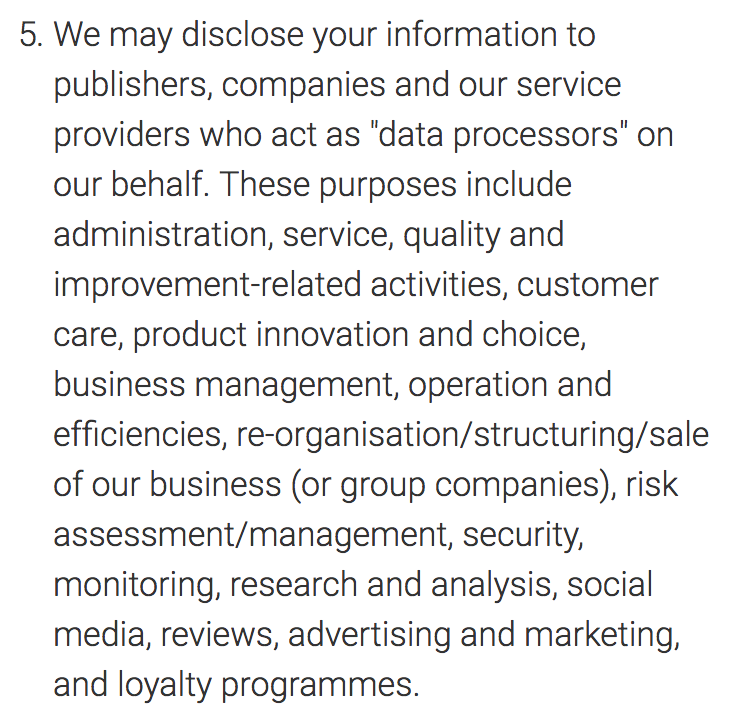 5. We may disclose your information to
publishers, companies and our service
providers who act as "data processors" on
our behalf. These purposes include
administration, service, quality and
improvement-related activities, customer
care, product innovation and choice,
business management, operation and
efficiencies, re-organisation/structuring/sale
of our business (or group companies), risk
assessment/management, security,
monitoring, research and analysis, social
media, reviews, advertising and marketing,
and loyalty programmes.